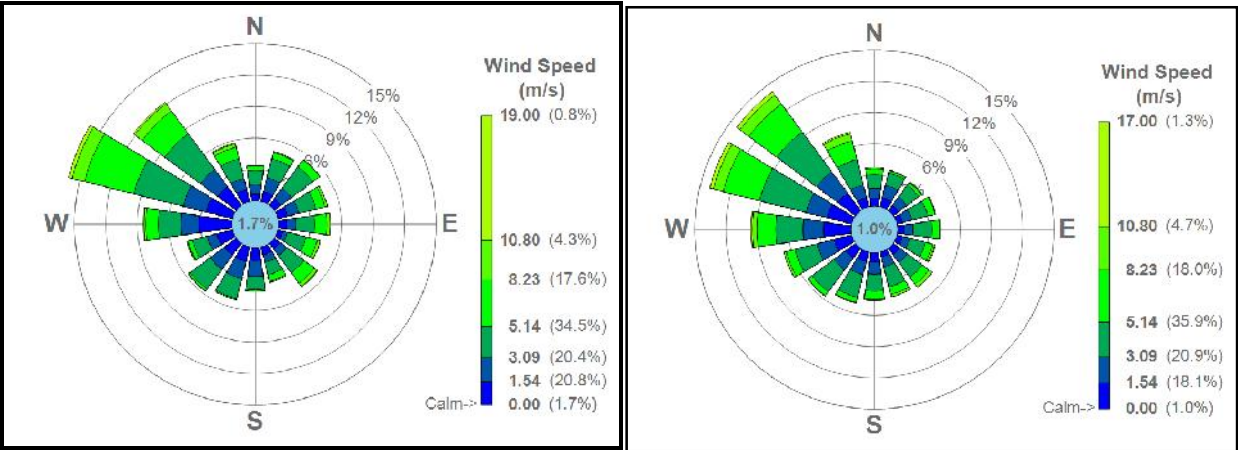 N
W
E
S
15%
12%
9%
6%
1.7%
Wind Speed
(m/s)
19.00 (0.8%)
10.80 (4.3%)
8.23 (17.6%)
5.14 (34.5%)
3.09 (20.4%)
1.54 (20.8%)
Calm-> 0.00 (1.7%)
N
W
E
S
15%
12%
9%
6%
1.0%
Wind Speed
(m/s)
17.00 (1.3%)
10.80 (4.7%)
8.23 (18.0%)
5.14 (35.9%)
3.09 (20.9%)
1.54 (18.1%)
Calm-> 0.00 (1.0%)